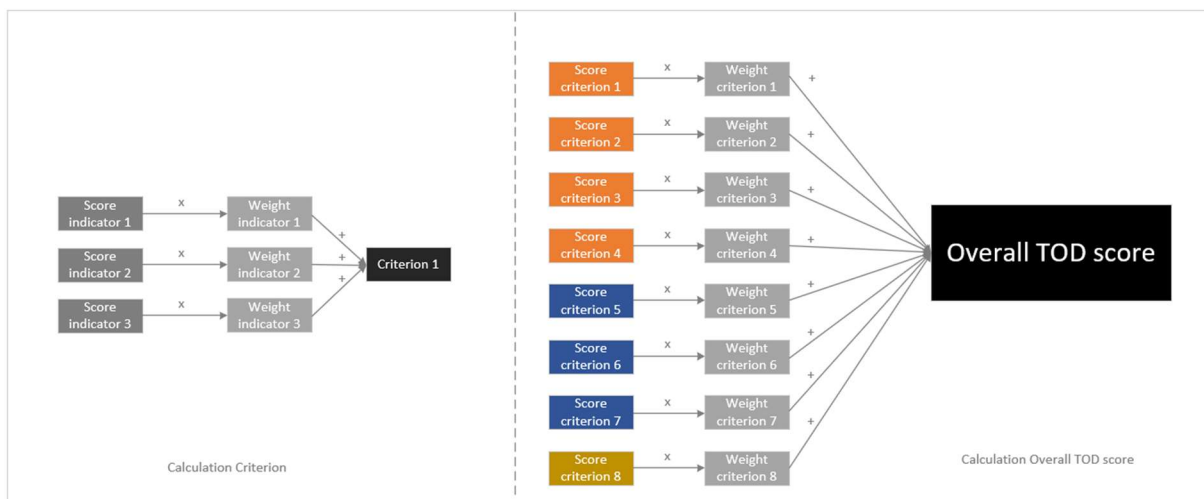 Score
indicator 1
x
Weight
indicator 1
+
Score
indicator 2
x
Weight
indicator 2
+
Criterion 1
Score
indicator 3
x
Weight
indicator 3
+
Calculation Criterion
Score
criterion 1
x
Weight
criterion 1
+
Score
criterion 2
x
Weight
criterion 2
+
Score
criterion 3
x
Weight
criterion 3
+
Score
criterion 4
x
Weight
criterion 4
+
Overall TOD score
Score
criterion 5
x
Weight
criterion 5
+
Score
criterion 6
x
Weight
criterion 6
+
Score
criterion 7
x
Weight
criterion 7
+
Score
criterion 8
x
Weight
criterion 8
+
Calculation Overall TOD score